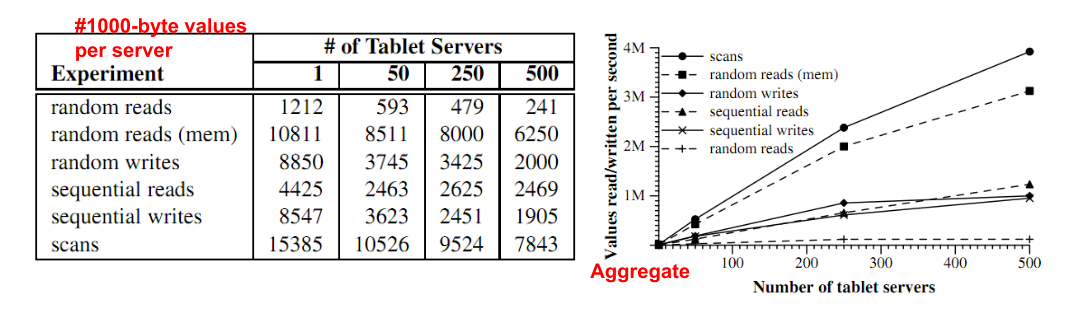 #1000-byte values
per server
# of Tablet Servers
Experiment 1 50 250 500
random reads 1212 593 479 241
random reads (mem) 10811 8511 8000 6250
random writes 8850 3745 3425 2000
sequential reads 4425 2463 2625 2469
sequential writes 8547 3623 2451 1905
scans 15385 10526 9524 7843
Values read/written per second
4M
3M
2M
1M
scans
random reads (mem)
random writes
sequential reads
sequential writes
random reads
100 200 300 400 500
Aggregate
Number of tablet servers